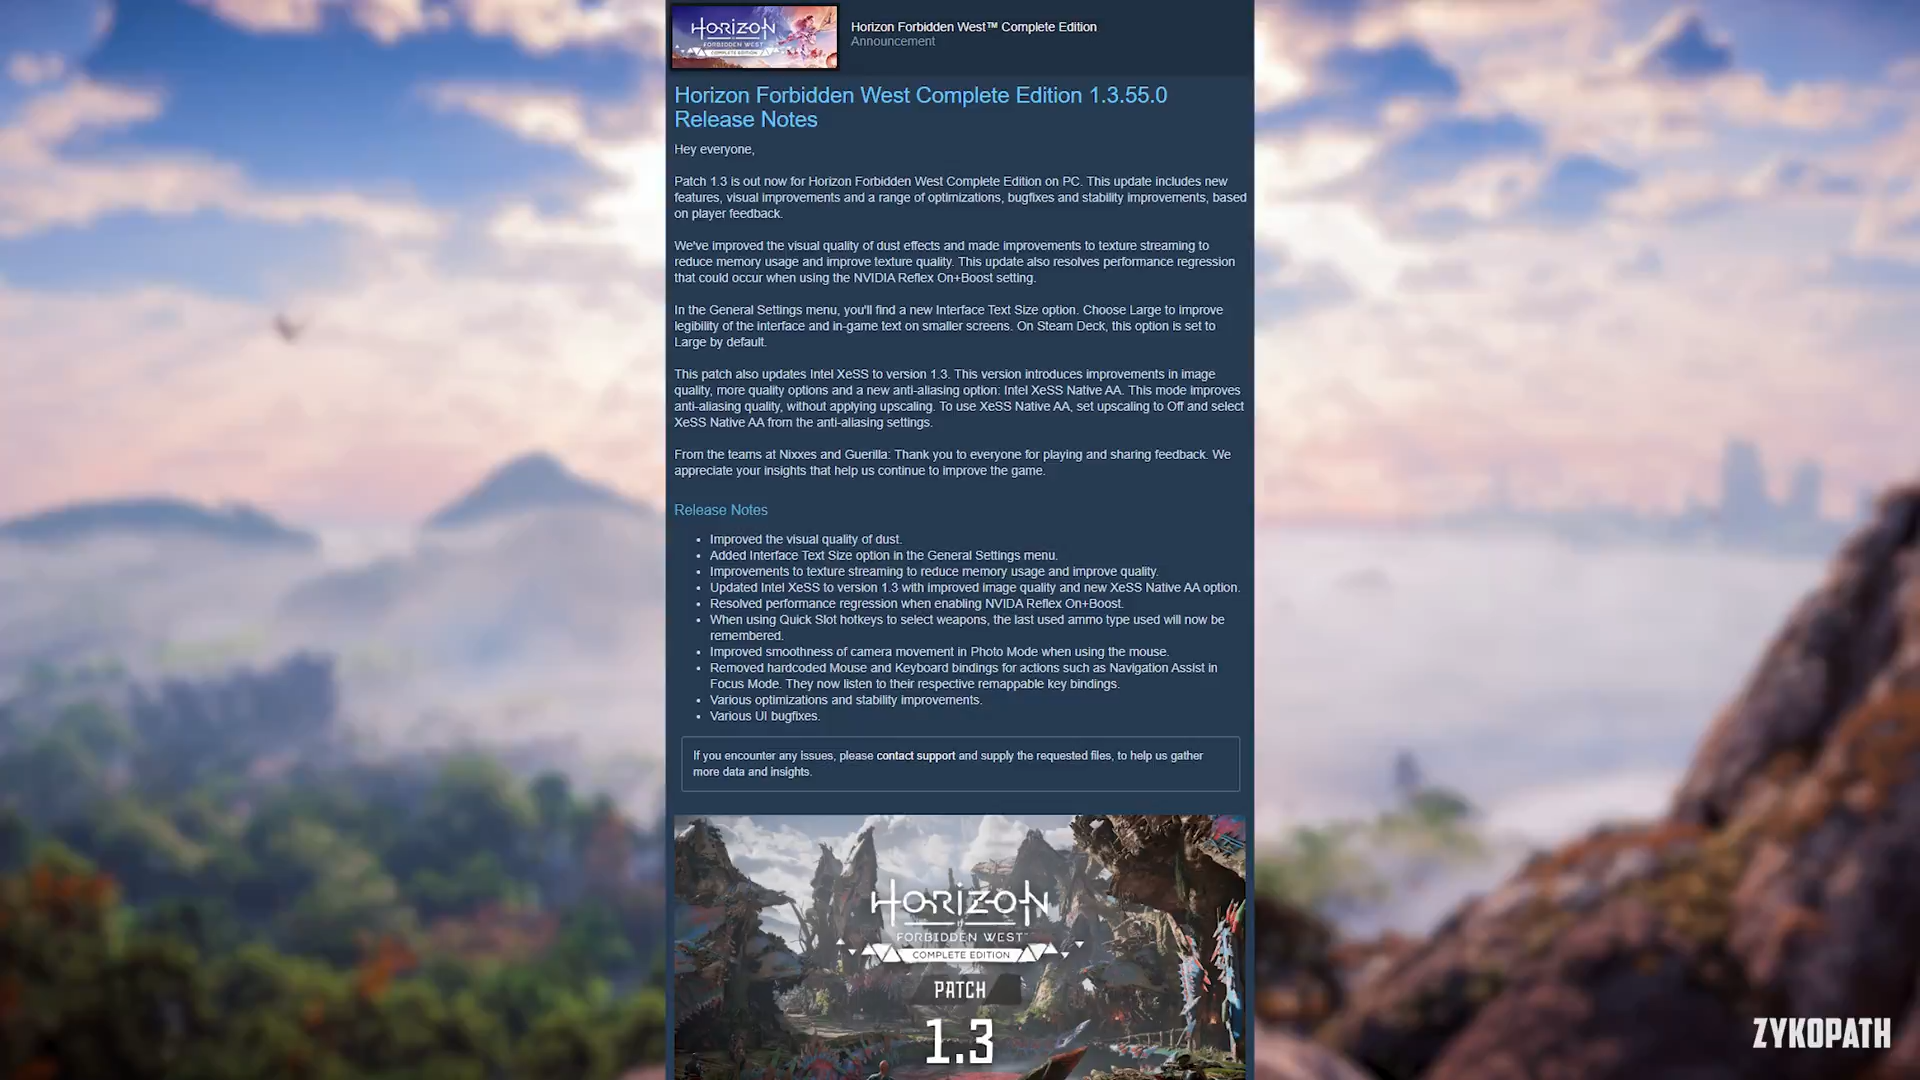 HORIZON
FORBIDDEN WEST
COMPLETE EDITION
Horizon Forbidden West™ Complete Edition
Announcement
Horizon Forbidden West Complete Edition 1.3.55.0
Release Notes
Hey everyone,
Patch 1.3 is out now for Horizon Forbidden West Complete Edition on PC. This update includes new
features, visual improvements and a range of optimizations, bugfixes and stability improvements, based
on player feedback.
We've improved the visual quality of dust effects and made improvements to texture streaming to
reduce memory usage and improve texture quality. This update also resolves performance regression
that could occur when using the NVIDIA Reflex On+Boost setting.
In the General Settings menu, you'll find a new Interface Text Size option. Choose Large to improve
legibility of the interface and in-game text on smaller screens. On Steam Deck, this option is set to
Large by default.
This patch also updates Intel XeSS to version 1.3. This version introduces improvements in image
quality, more quality options and a new anti-aliasing option: Intel XeSS Native AA. This mode improves
anti-aliasing quality, without applying upscaling. To use XeSS Native AA, set upscaling to Off and select
XeSS Native AA from the anti-aliasing settings.
From the teams at Nixxes and Guerilla: Thank you to everyone for playing and sharing feedback. We
appreciate your insights that help us continue to improve the game.
Release Notes
• Improved the visual quality of dust.
• Added Interface Text Size option in the General Settings menu.
• Improvements to texture streaming to reduce memory usage and improve quality.
• Updated Intel XeSS to version 1.3 with improved image quality and new XeSS Native AA option.
• Resolved performance regression when enabling NVIDA Reflex On+Boost.
• When using Quick Slot hotkeys to select weapons, the last used ammo type used will now be
remembered.
• Improved smoothness of camera movement in Photo Mode when using the mouse.
• Removed hardcoded Mouse and Keyboard bindings for actions such as Navigation Assist in
Focus Mode. They now listen to their respective remappable key bindings.
• Various optimizations and stability improvements.
• Various UI bugfixes.
If you encounter any issues, please contact support and supply the requested files, to help us gather
more data and insights.
HORIZON
FORBIDDEN WEST
COMPLETE EDITION
PATCH
1.3
ZYKOPATH